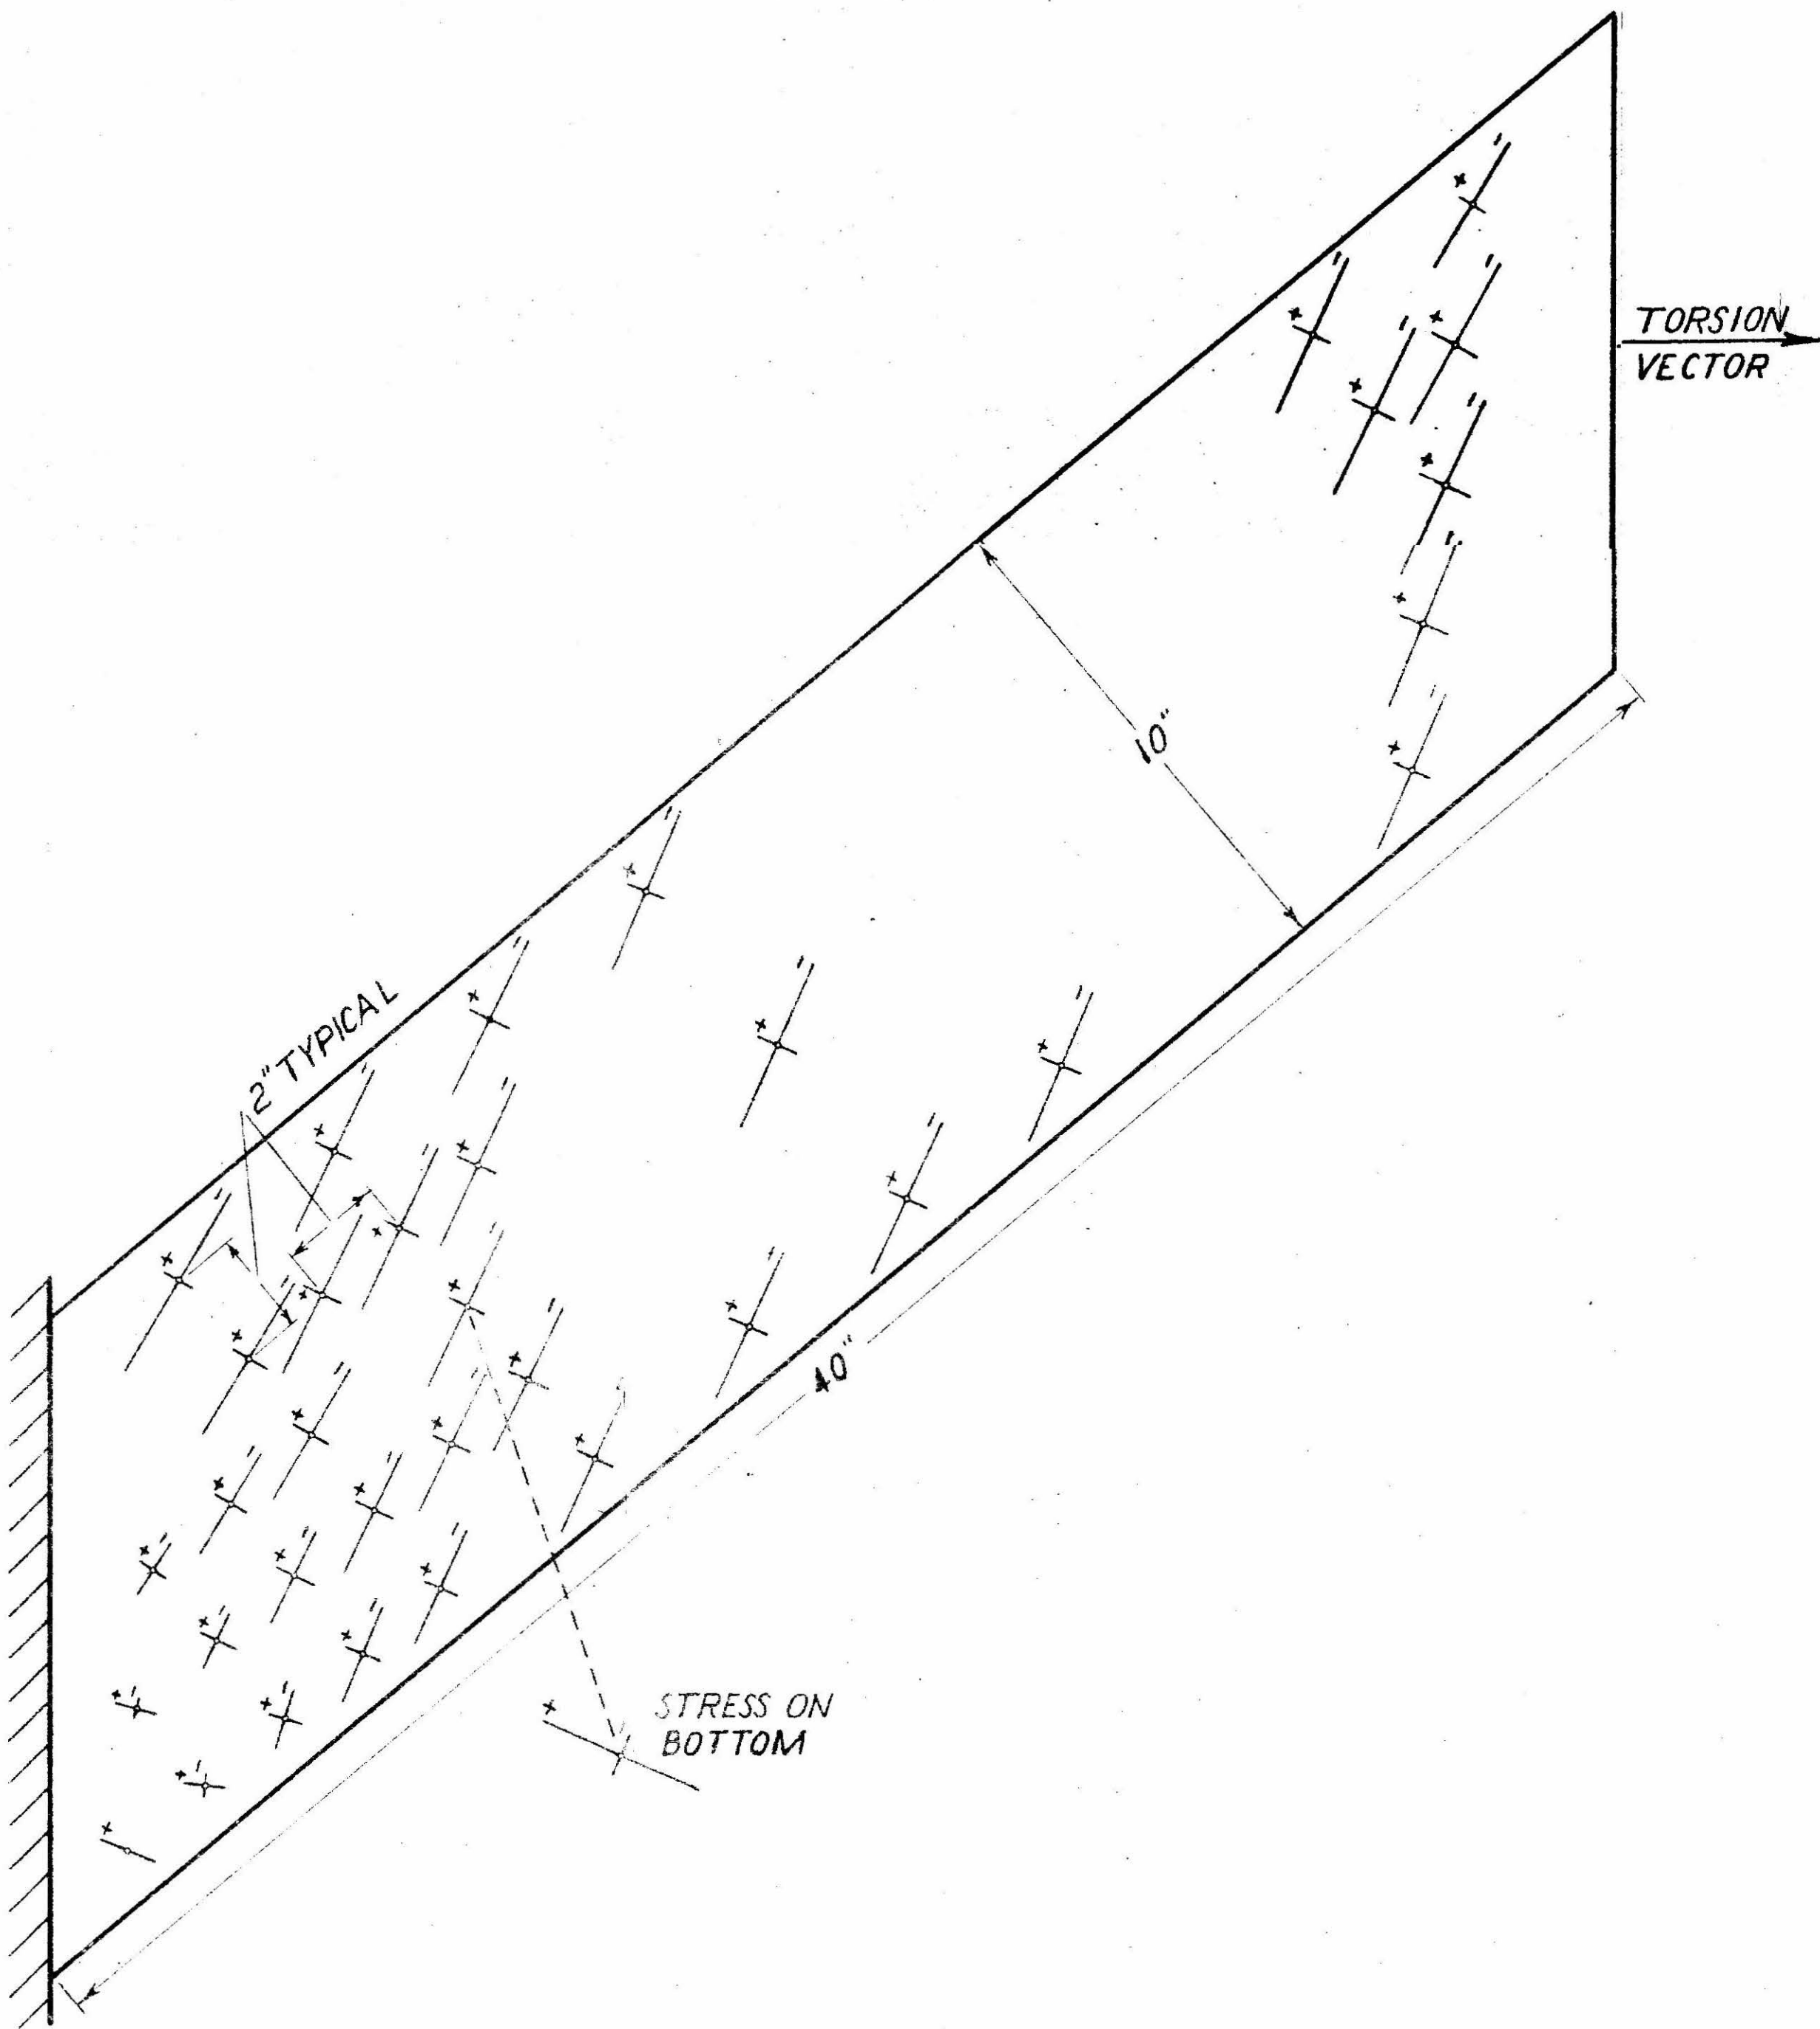 TORSION
VECTOR
10"
2" TYPICAL
40"
STRESS ON
BOTTOM